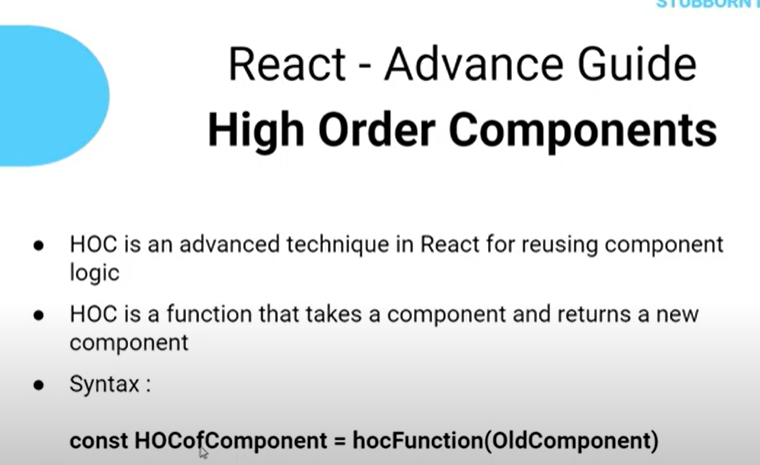 React - Advance Guide
High Order Components
● HOC is an advanced technique in React for reusing component
logic
● HOC is a function that takes a component and returns a new
component
● Syntax :
const HOCofComponent = hocFunction(OldComponent)